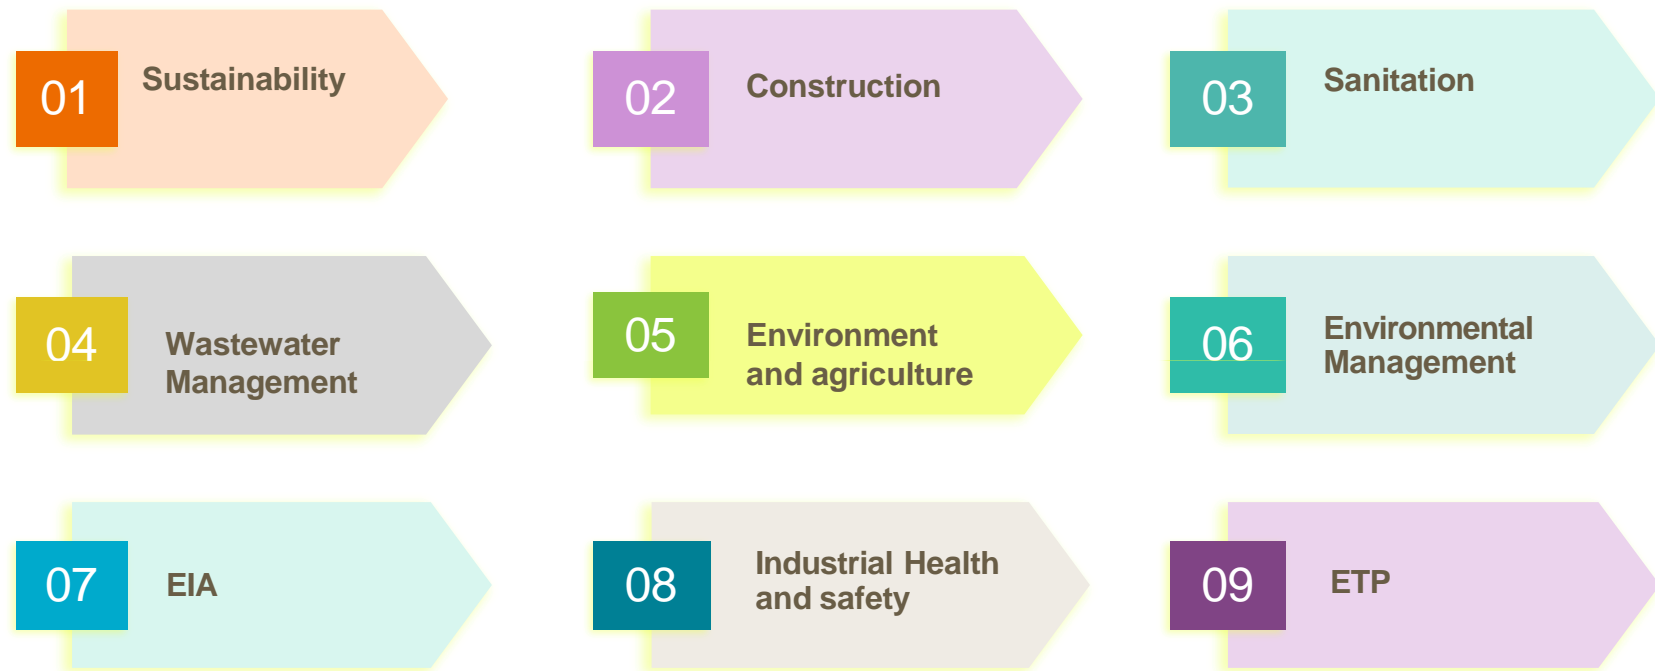 01
Sustainability
02
Construction
03
Sanitation
04
Wastewater
Management
05
Environment
and agriculture
06
Environmental
Management
07
EIA
08
Industrial Health
and safety
09
ETP